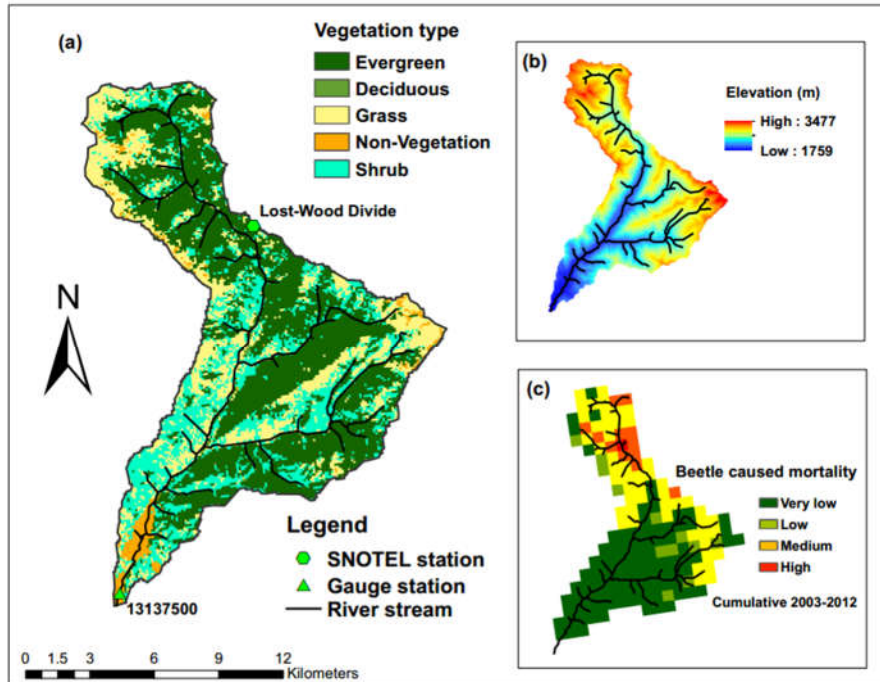 (a)
Vegetation type
Evergreen
Deciduous
Grass
Non-Vegetation
Shrub
Lost-Wood Divide
N
Legend
SNOTEL station
Gauge station
River stream
13137500
0 1.5 3 6 9 12
Kilometers
(b)
Elevation (m)
High : 3477
Low : 1759
(c)
Beetle caused mortality
Very low
Low
Medium
High
Cumulative 2003-2012